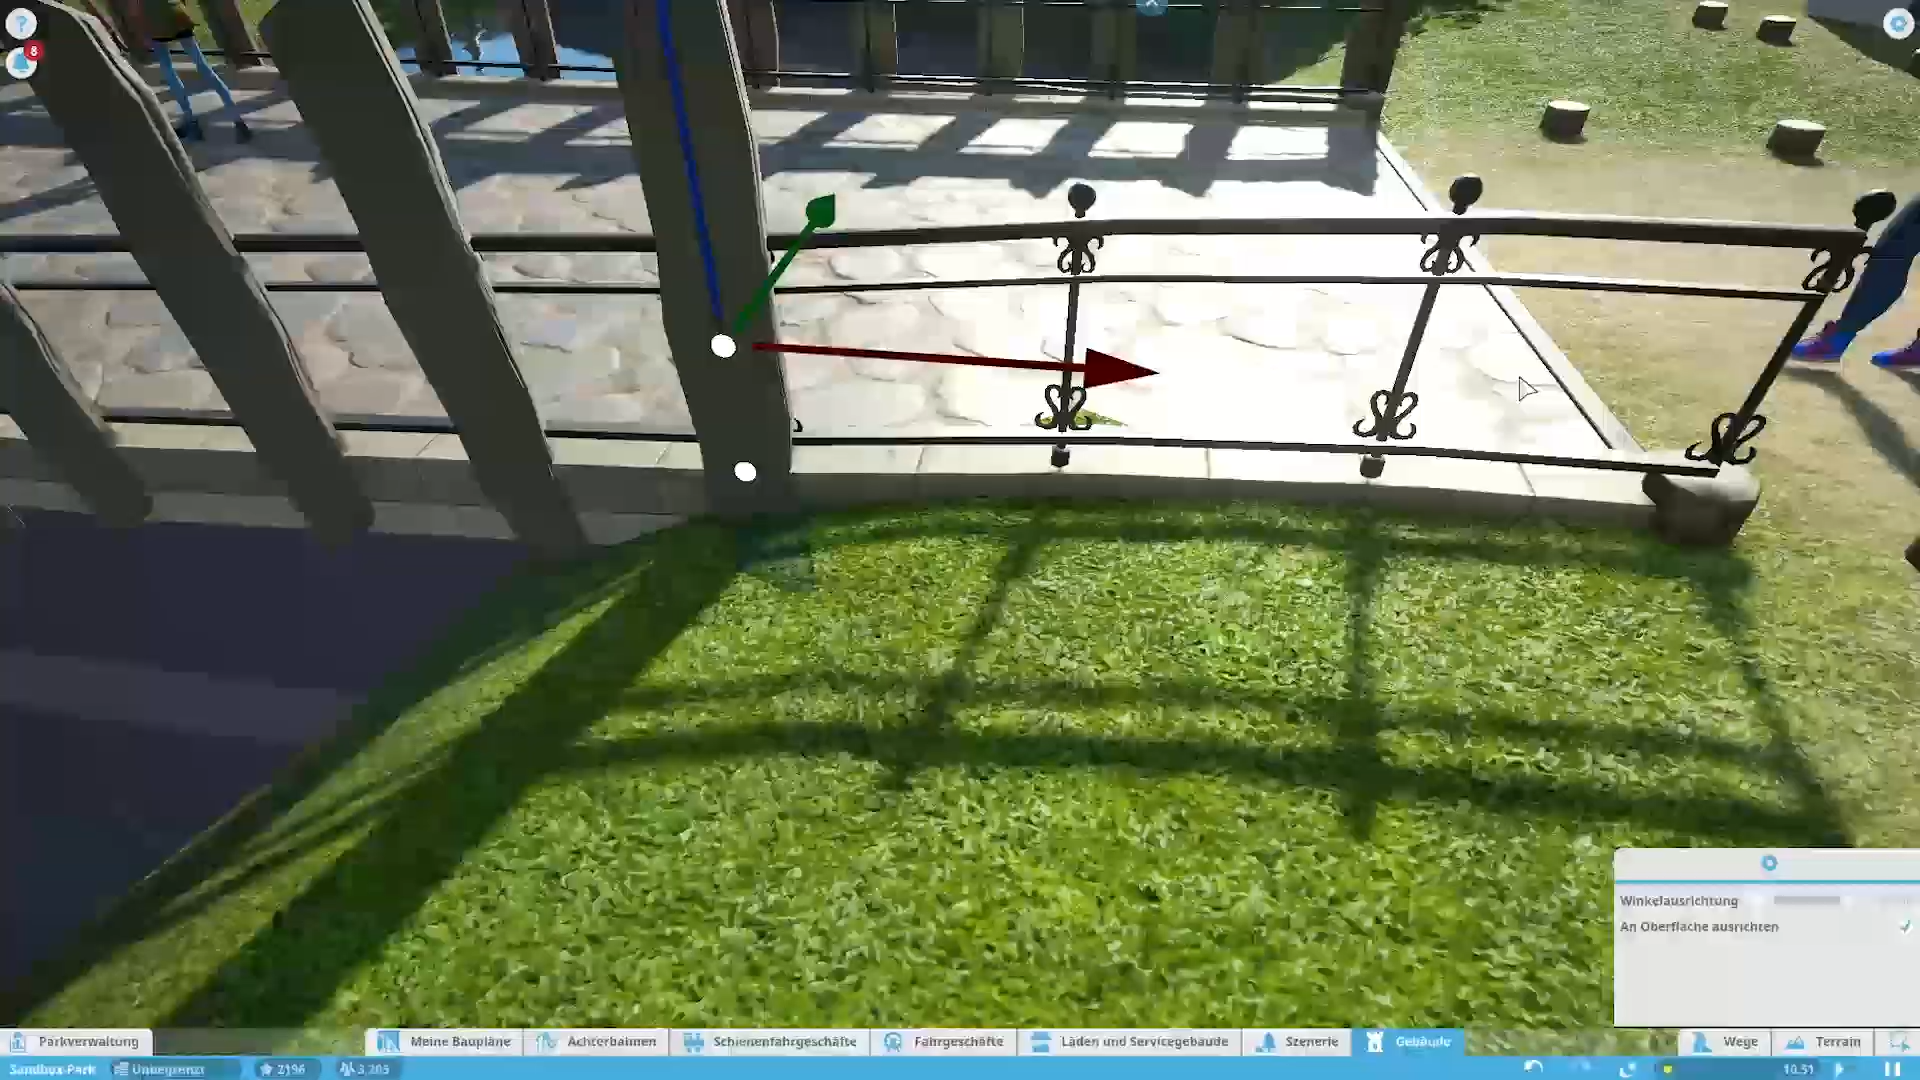 ?
8
Winkelausrichtung
An Oberfläche ausrichten
Parkverwaltung
Meine Baupläne
Achterbahnen
Schienenfahrgeschäfte
Fahrgeschäfte
Läden und Servicegebäude
Szenerie
Gebäude
Wege
Terrain
Sandbox-Park
Unbegrenzt
2196
3,205
10.51